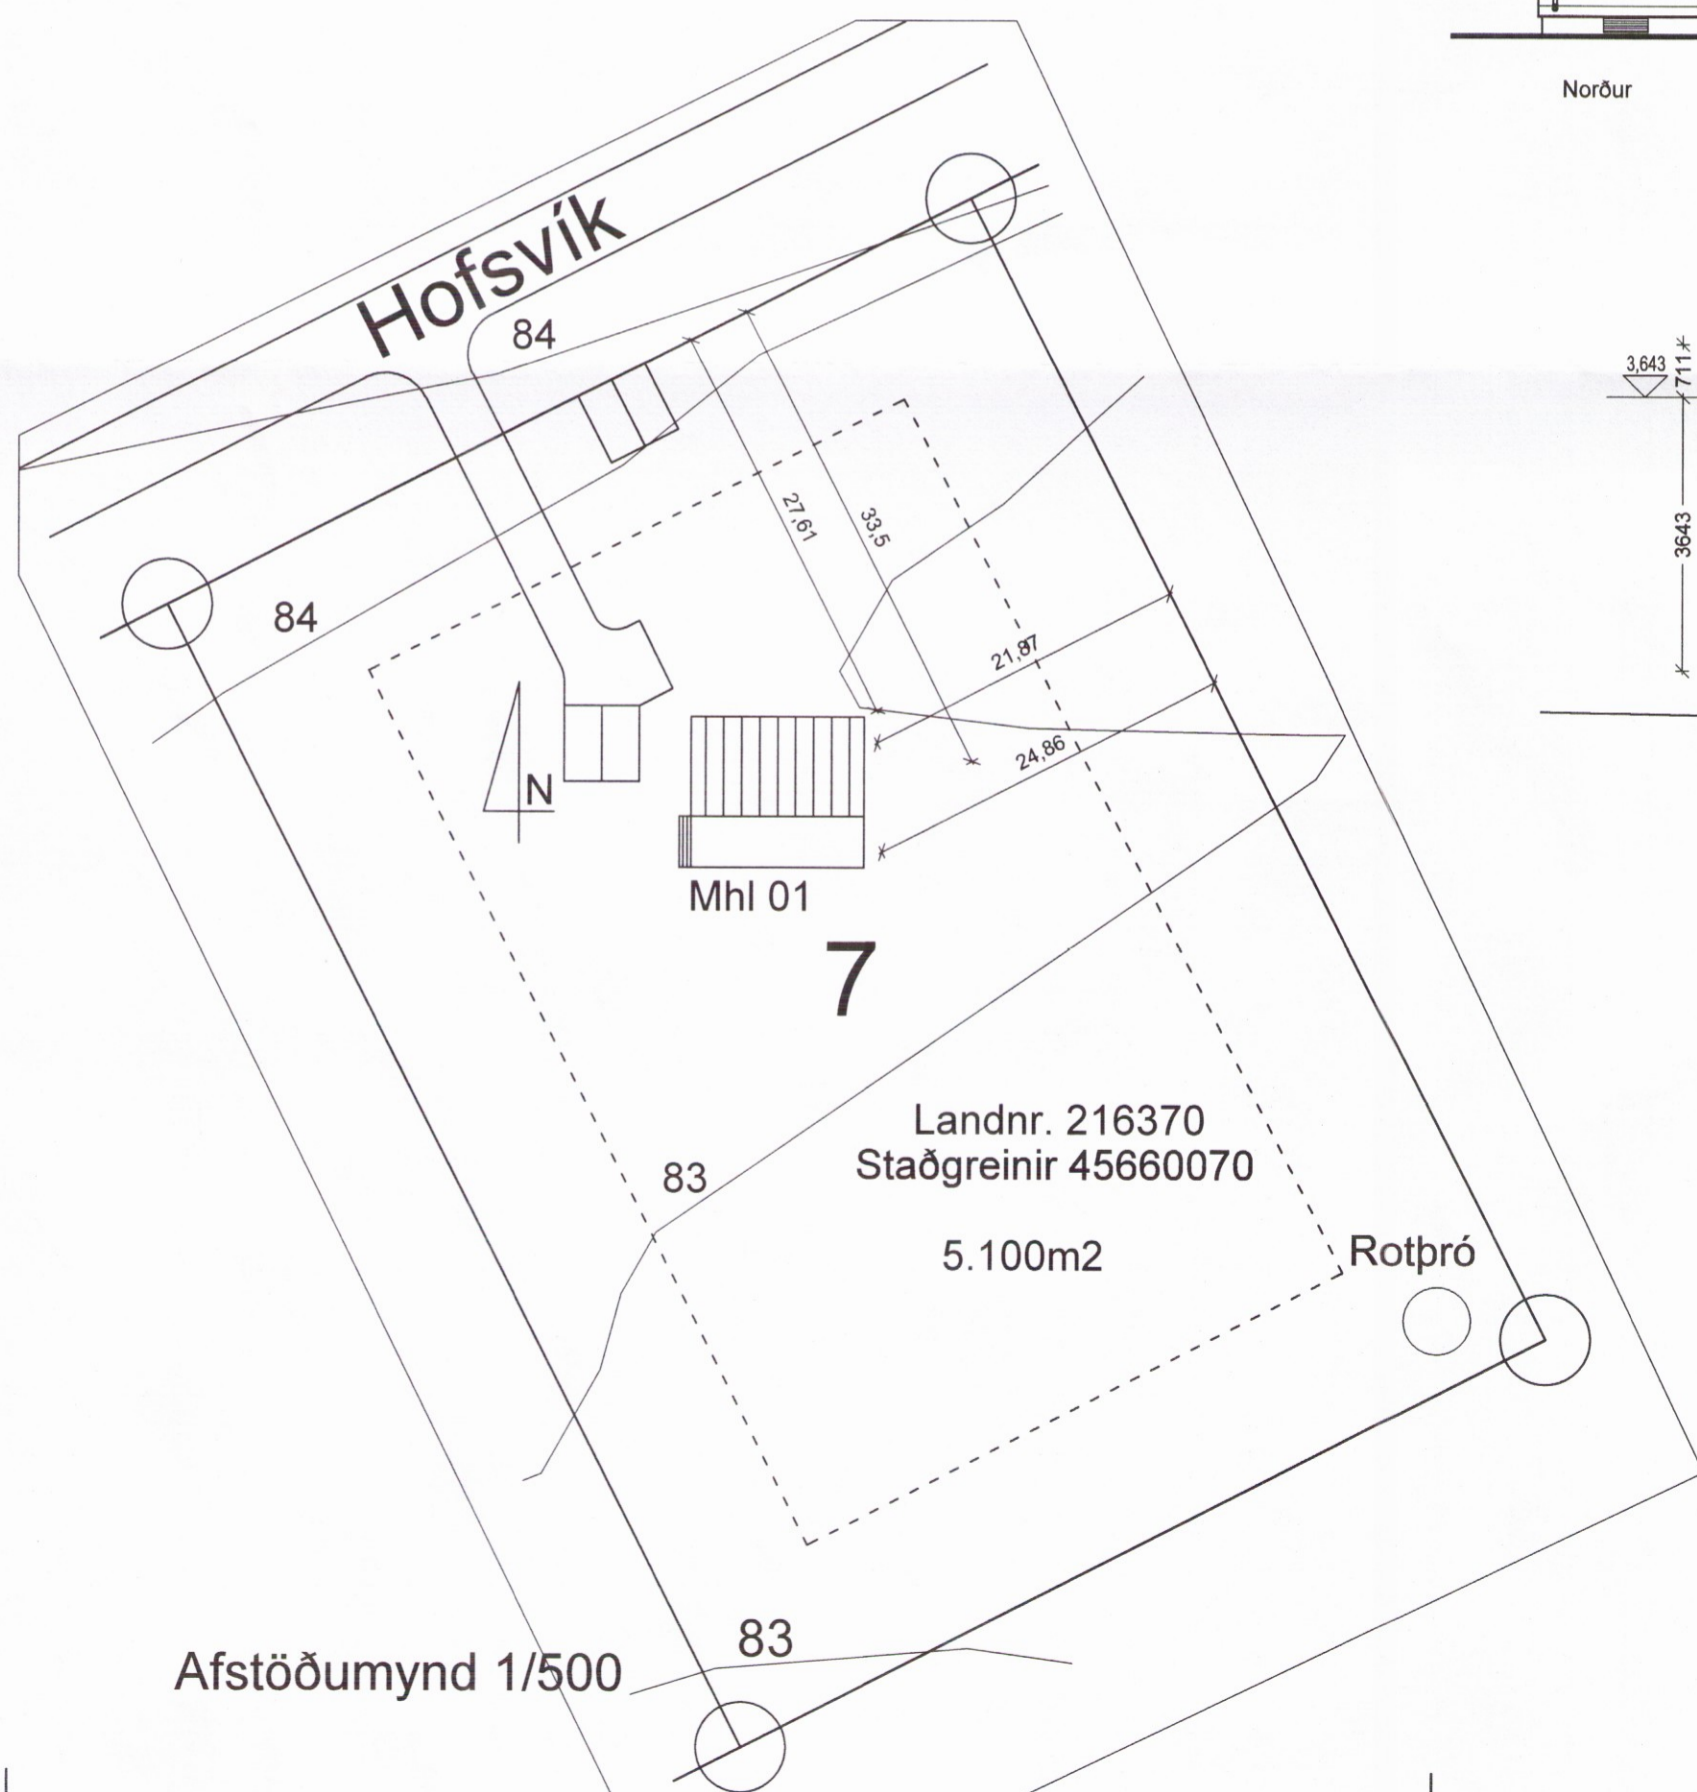 Norður
Hofsvík
84
3,643
711
3643
27,61
33,5
84
21,87
24,86
N
Mhl 01
7
Landnr. 216370
Staðgreinir 45660070
83
5.100m2
Rotþró
83
Afstöðumynd 1/500